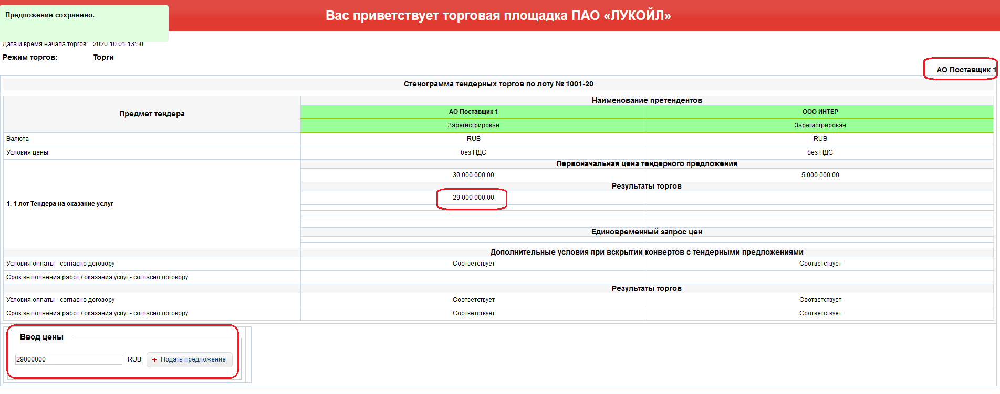 Предложение сохранено.
Вас приветствует торговая площадка ПАО «ЛУКОЙЛ»
Дата и время начала торгов: 2020.10.01 13:50
Режим торгов: Торги
АО Поставщик 1
Стенограмма тендерных торгов по лоту № 1001-20
Предмет тендера
Наименование претендентов
АО Поставщик 1 ООО ИНТЕР
Зарегистрирован Зарегистрирован
Валюта RUB RUB
Условия цены без НДС без НДС
1. 1 лот Тендера на оказание услуг
Первоначальная цена тендерного предложения
30 000 000.00 5 000 000.00
Результаты торгов
29 000 000.00
Единовременный запрос цен
Дополнительные условия при вскрытии конвертов с тендерными предложениями
Условия оплаты - согласно договору Соответствует Соответствует
Срок выполнения работ / оказания услуг - согласно договору
Результаты торгов
Условия оплаты - согласно договору Соответствует Соответствует
Срок выполнения работ / оказания услуг - согласно договору Соответствует Соответствует
Ввод цены
29000000 RUB + Подать предложение